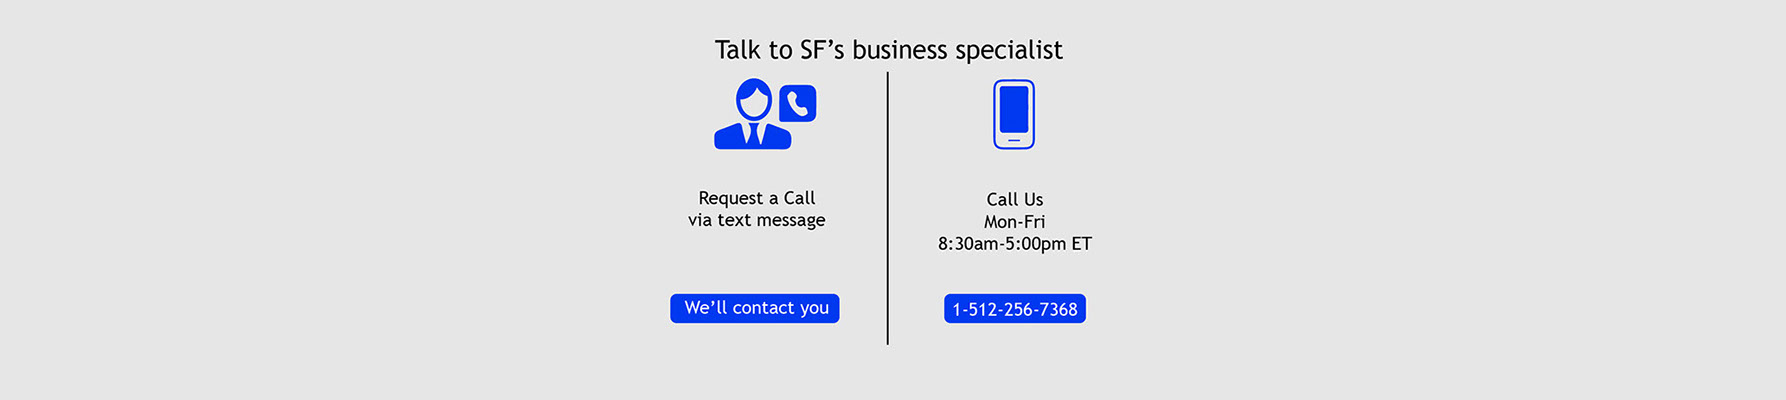 Talk to SF’s business specialist
Request a Call
via text message
We’ll contact you
Call Us
Mon-Fri
8:30am-5:00pm ET
1-512-256-7368